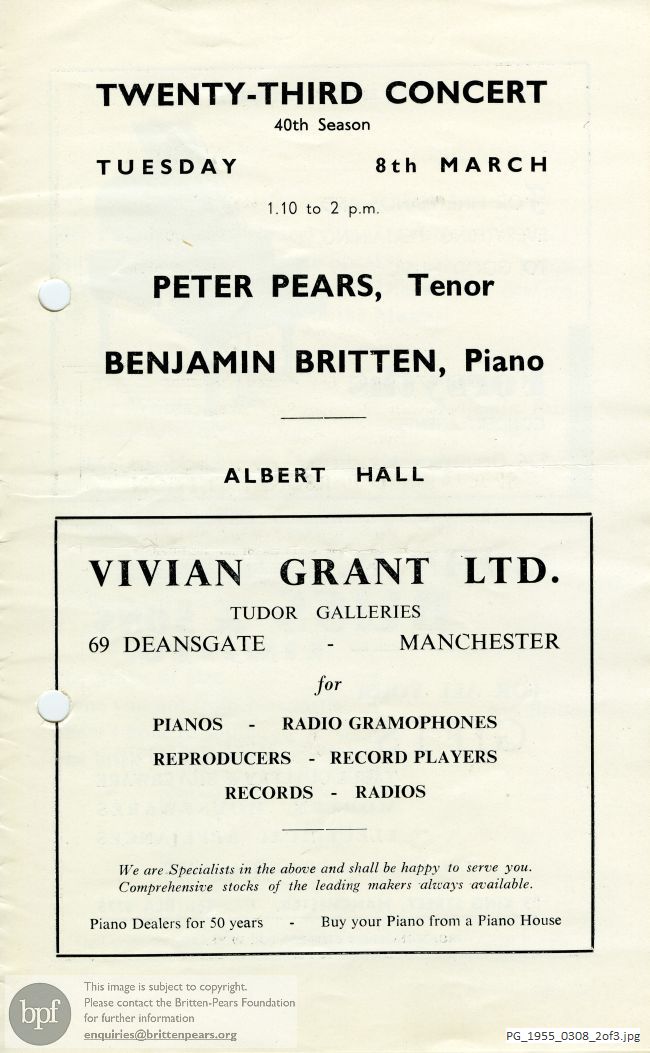 TWENTY-THIRD CONCERT
40th Season
TUESDAY 8th MARCH
1.10 to 2 p.m.
PETER PEARS, Tenor
BENJAMIN BRITTEN, Piano
ALBERT HALL
VIVIAN GRANT LTD.
TUDOR GALLERIES
69 DEANSGATE - MANCHESTER
for
PIANOS - RADIO GRAMOPHONES
REPRODUCERS - RECORD PLAYERS
RECORDS - RADIOS
We are Specialists in the above and shall be happy to serve you.
Comprehensive stocks of the leading makers always available.
Piano Dealers for 50 years - Buy your Piano from a Piano House
bpf
This image is subject to copyright.
Please contact the Britten-Pears Foundation
for further information
enquiries@brittenpears.org
PG_1955_0308_2of3.jpg